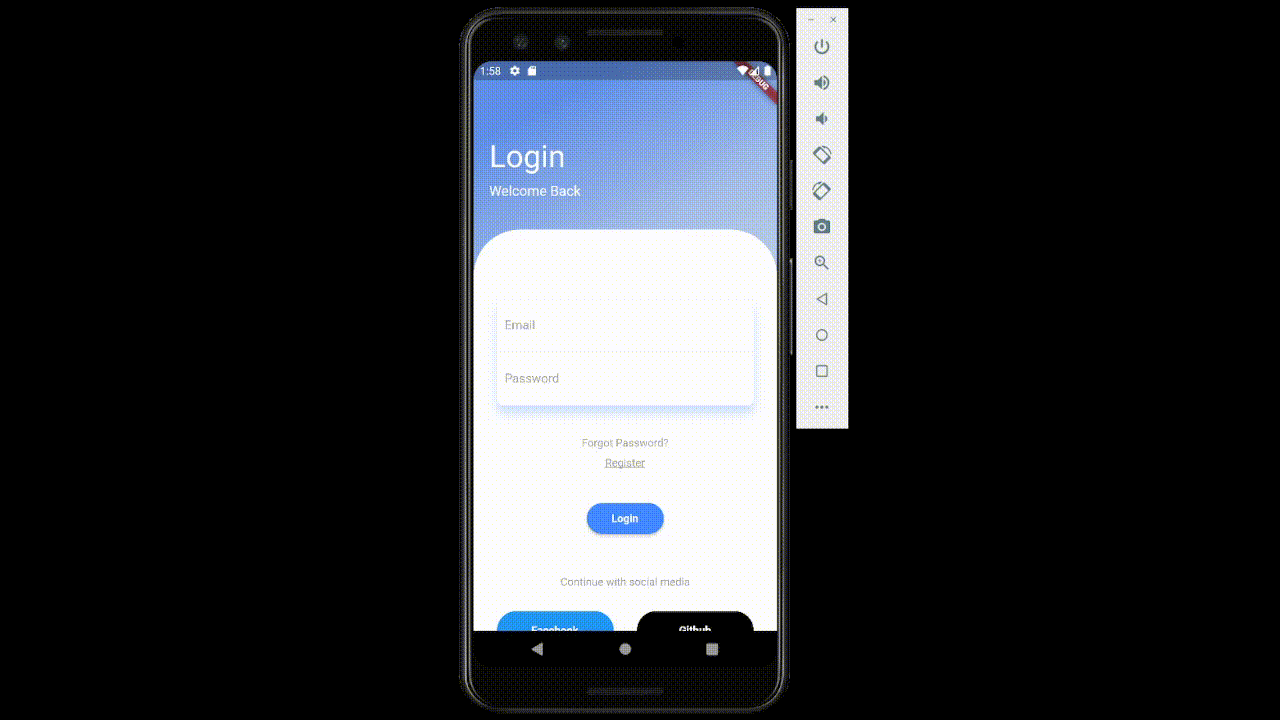 1:58
DEBUG
Login
Welcome Back
Email
Password
Forgot Password?
Register
Login
Continue with social media
Facebook
Github